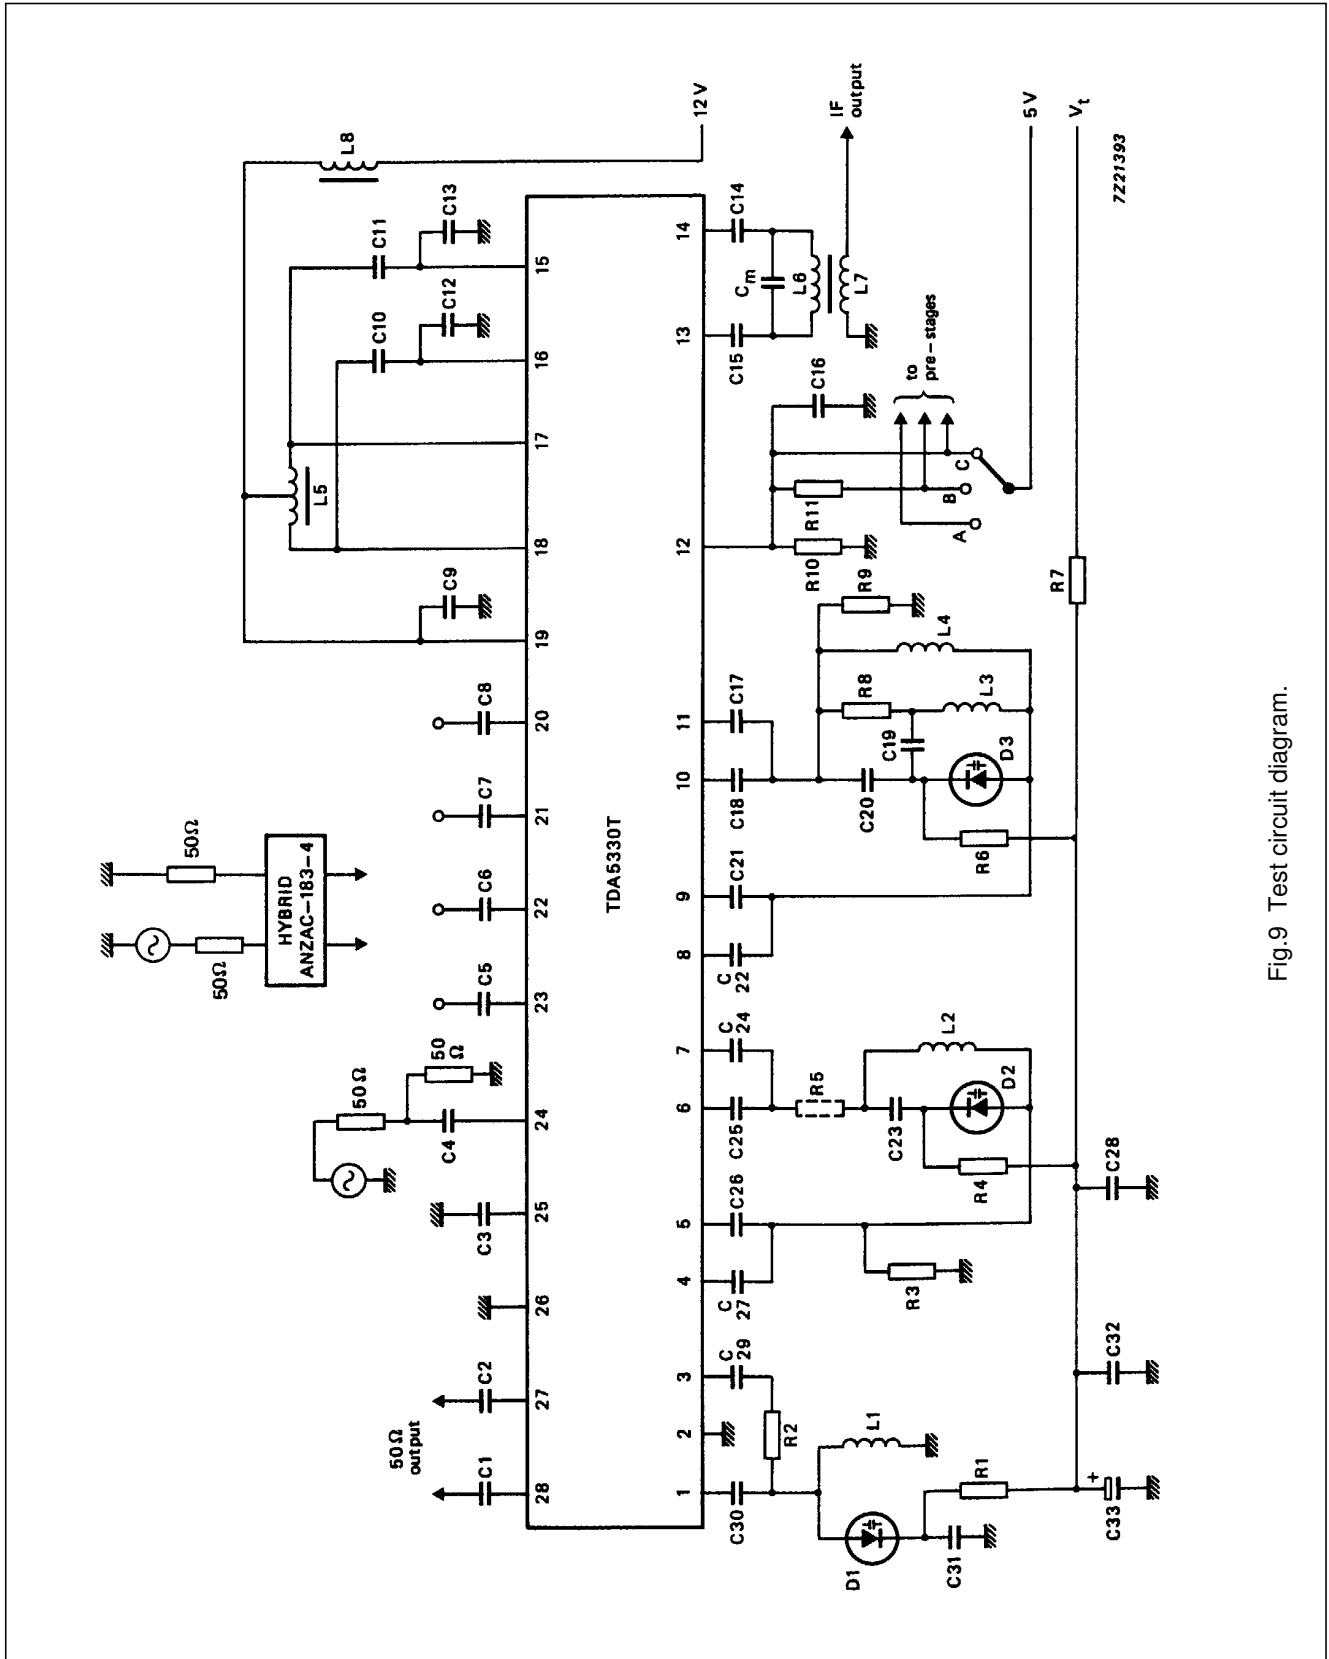 12 V
L8
C13
C11
C12
C10
L5
C9
15
16
17
18
19
20
21
22
23
24
25
26
27
28
C8
C7
C6
C5
50Ω
50Ω
HYBRID
ANZAC-183-4
50Ω
50
Ω
C4
C3
C2
C1
50Ω
output
TDA5330T
14
13
12
11
10
9
8
7
6
5
4
3
2
1
C14
C15
Cm
L6
L7
IF
output
C16
to
pre-stages
R11
R10
A
B
C
5V
Vt
R7
C17
C18
R9
L4
R8
L3
C19
C20
D3
R6
C21
C
22
C
24
C25
R5
L2
C23
D2
R4
C26
C
27
R3
C28
C
29
R2
C30
L1
D1
C31
R1
C32
C33
+
7Z21393
Fig.9 Test circuit diagram.